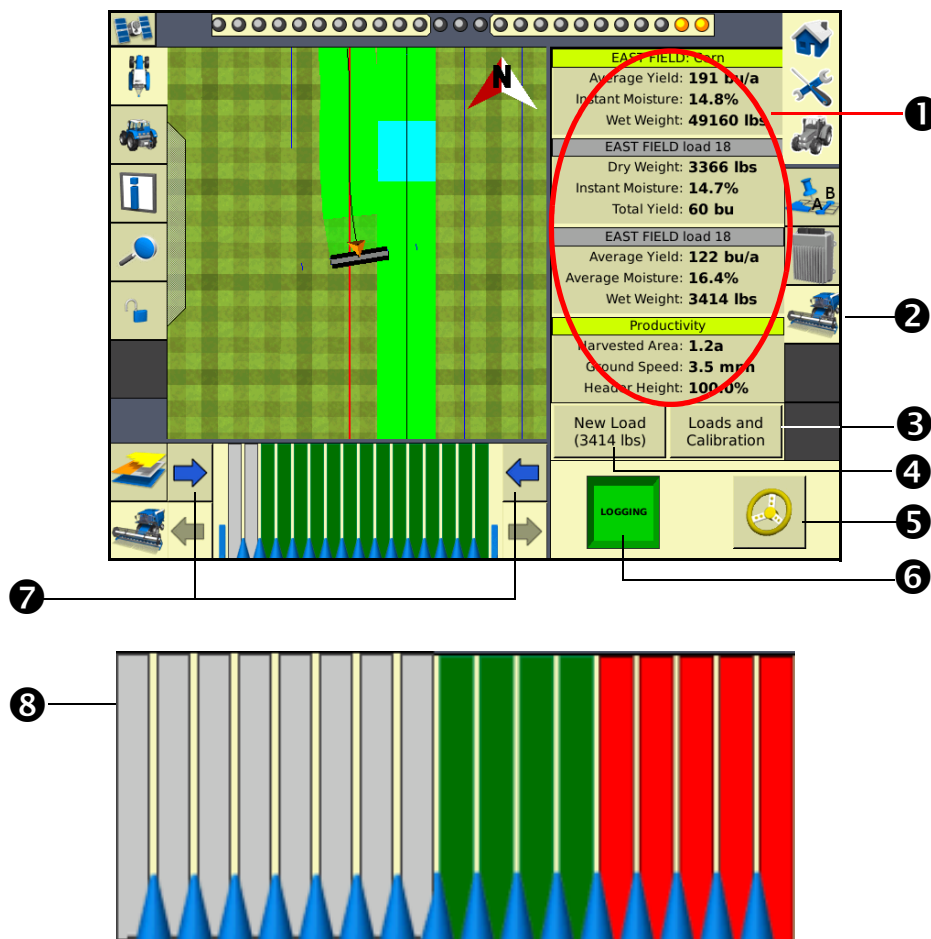 N
EAST FIELD: Corn
Average Yield: 191 bu/a
Instant Moisture: 14.8%
Wet Weight: 49160 lbs
EAST FIELD load 18
Dry Weight: 3366 lbs
Instant Moisture: 14.7%
Total Yield: 60 bu
EAST FIELD load 18
Average Yield: 122 bu/a
Average Moisture: 16.4%
Wet Weight: 3414 lbs
Productivity
Harvested Area: 1.2a
Ground Speed: 3.5 mph
Header Height: 100.0%
New Load
(3414 lbs)
Loads and
Calibration
LOGGING
A B
1
2
3
4
5
6
7
8